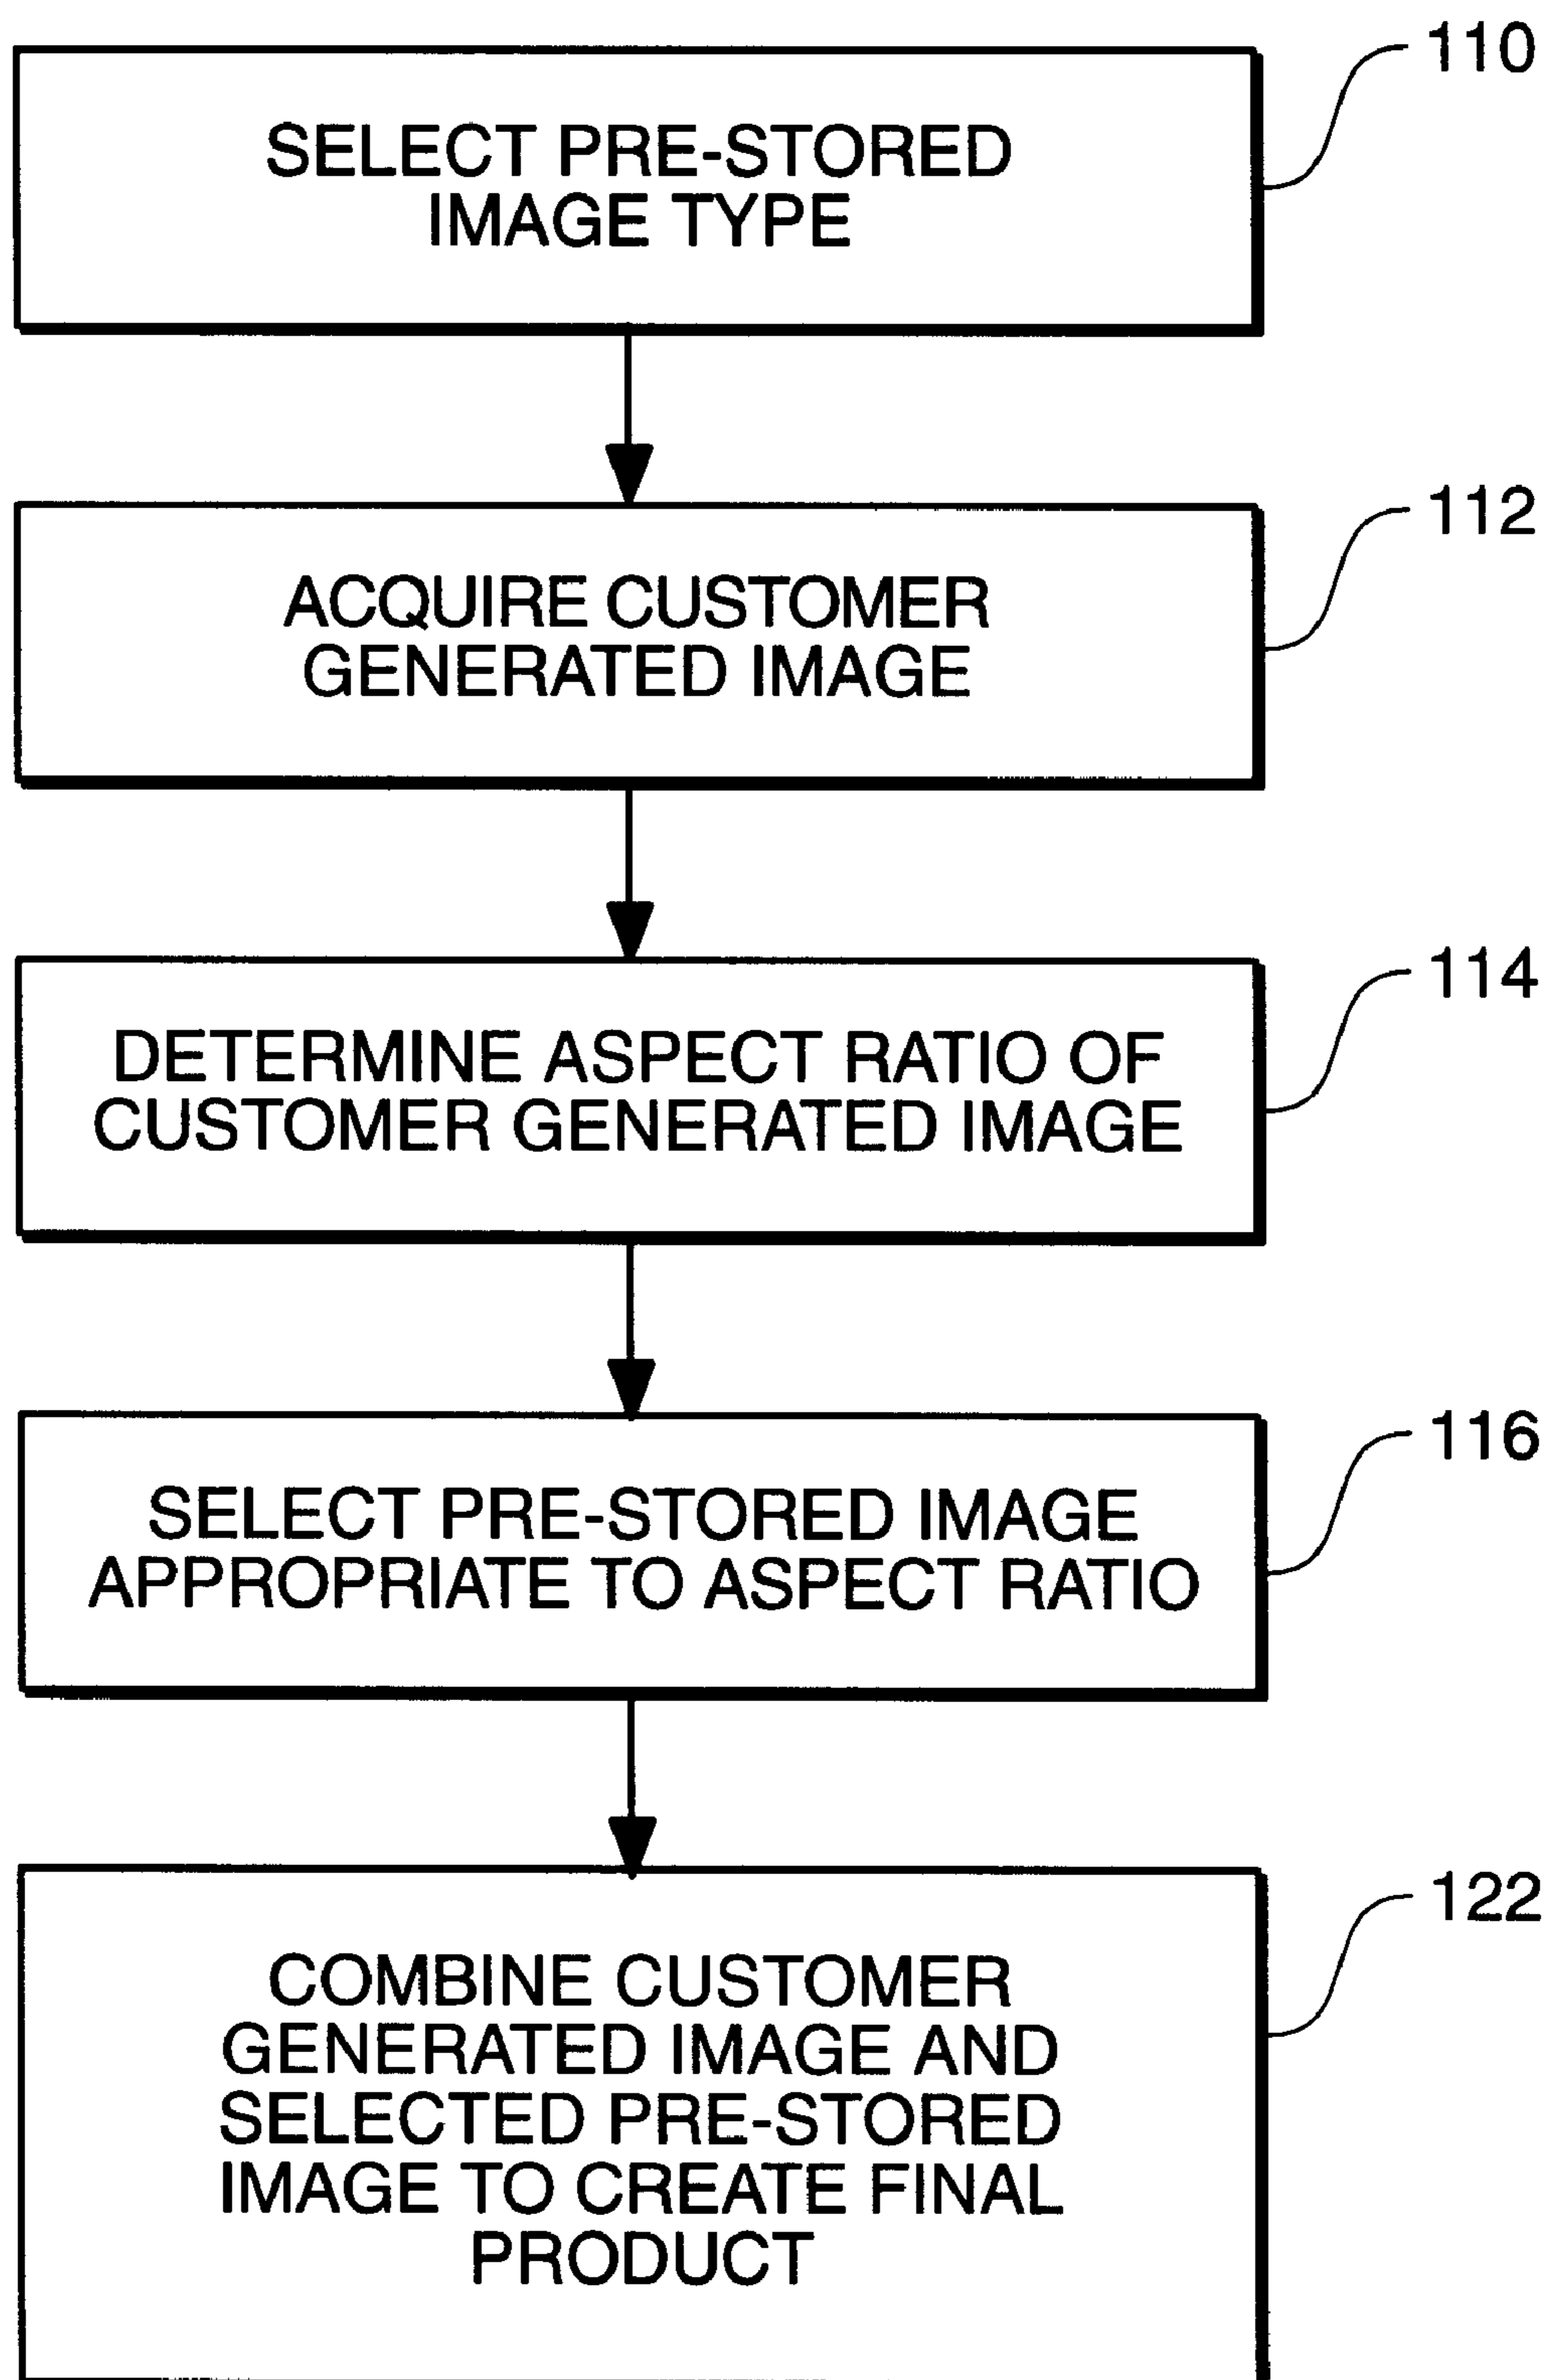 110
SELECT PRE-STORED
IMAGE TYPE
112
ACQUIRE CUSTOMER
GENERATED IMAGE
114
DETERMINE ASPECT RATIO OF
CUSTOMER GENERATED IMAGE
116
SELECT PRE-STORED IMAGE
APPROPRIATE TO ASPECT RATIO
122
COMBINE CUSTOMER
GENERATED IMAGE AND
SELECTED PRE-STORED
IMAGE TO CREATE FINAL
PRODUCT